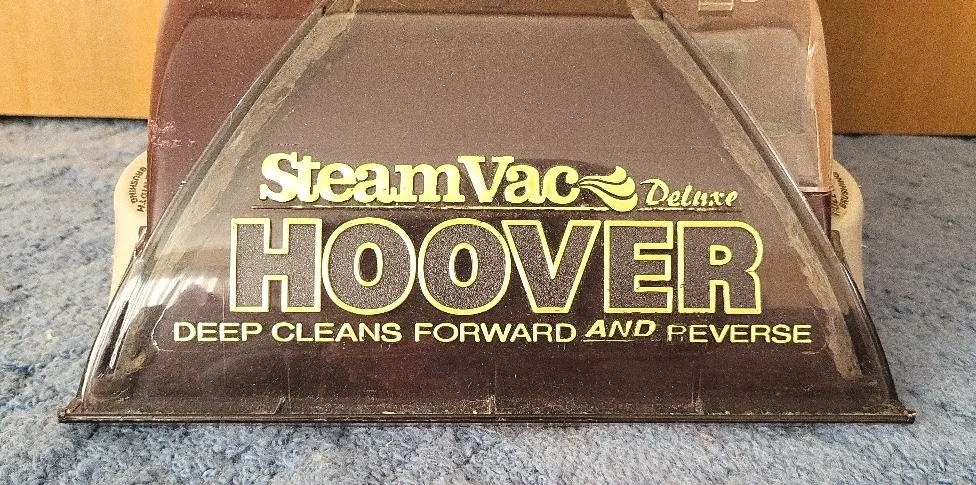 SteamVac Deluxe
HOOVER
DEEP CLEANS FORWARD AND REVERSE